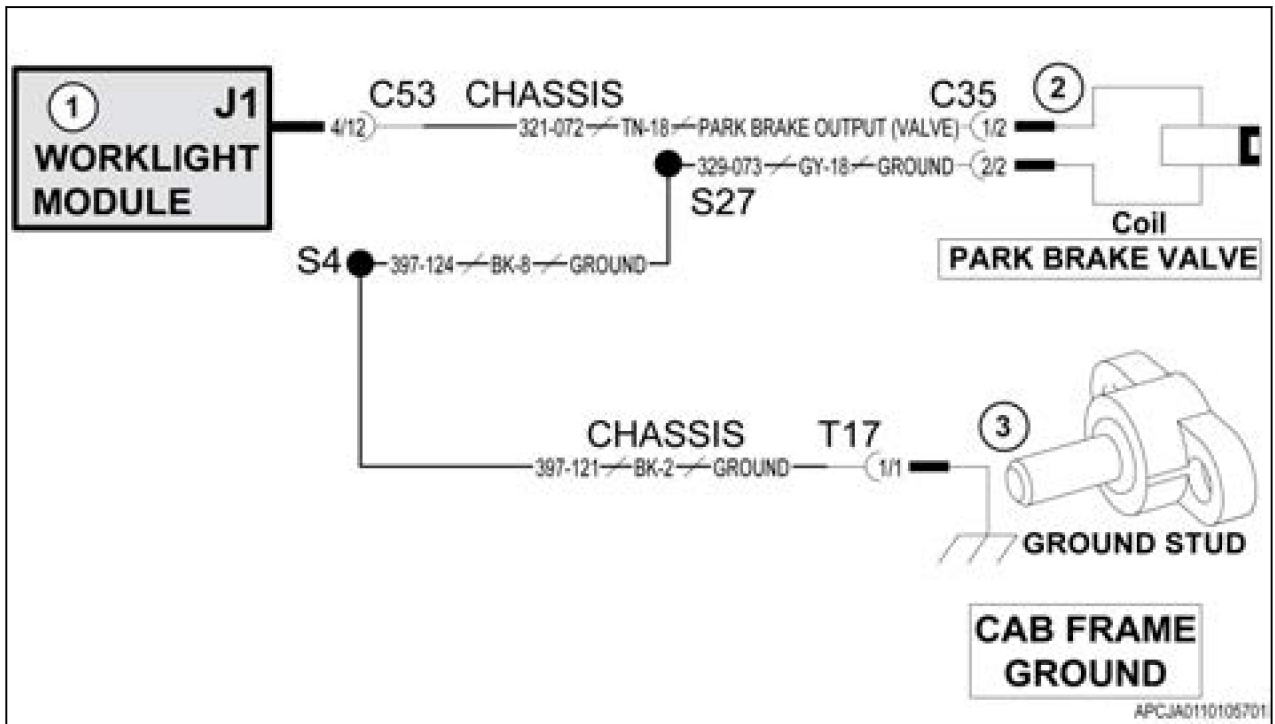 1 J1
WORKLIGHT
MODULE
4/12
C53 CHASSIS
321-072 TN-18 PARK BRAKE OUTPUT (VALVE)
C35
1/2
2
329-073 GY-18 GROUND
2/2
S27
Coil
PARK BRAKE VALVE
S4
397-124 BK-8 GROUND
CHASSIS
397-121 BK-2 GROUND
T17
1/1
3
GROUND STUD
CAB FRAME
GROUND
APCJA0110105701